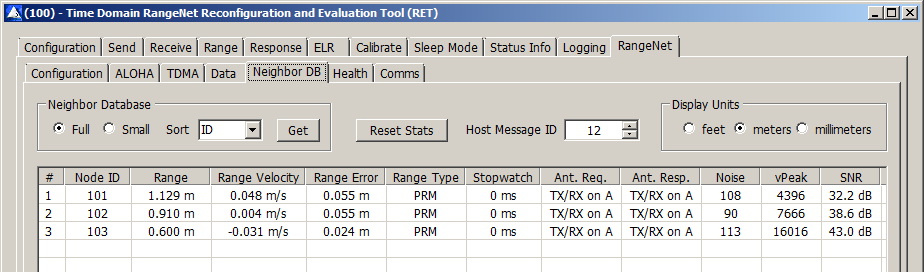 (100) - Time Domain RangeNet Reconfiguration and Evaluation Tool (RET)
Configuration Send Receive Range Response ELR Calibrate Sleep Mode Status Info Logging RangeNet
Configuration ALOHA TDMA Data Neighbor DB Health Comms
Neighbor Database Display Units
Full Small Sort ID Get Reset Stats Host Message ID 12 feet meters millimeters
# Node ID Range Range Velocity Range Error Range Type Stopwatch Ant. Req. Ant. Resp. Noise vPeak SNR
1 101 1.129 m 0.048 m/s 0.055 m PRM 0 ms TX/RX on A TX/RX on A 108 4396 32.2 dB
2 102 0.910 m 0.004 m/s 0.055 m PRM 0 ms TX/RX on A TX/RX on A 90 7666 38.6 dB
3 103 0.600 m -0.031 m/s 0.024 m PRM 0 ms TX/RX on A TX/RX on A 113 16016 43.0 dB